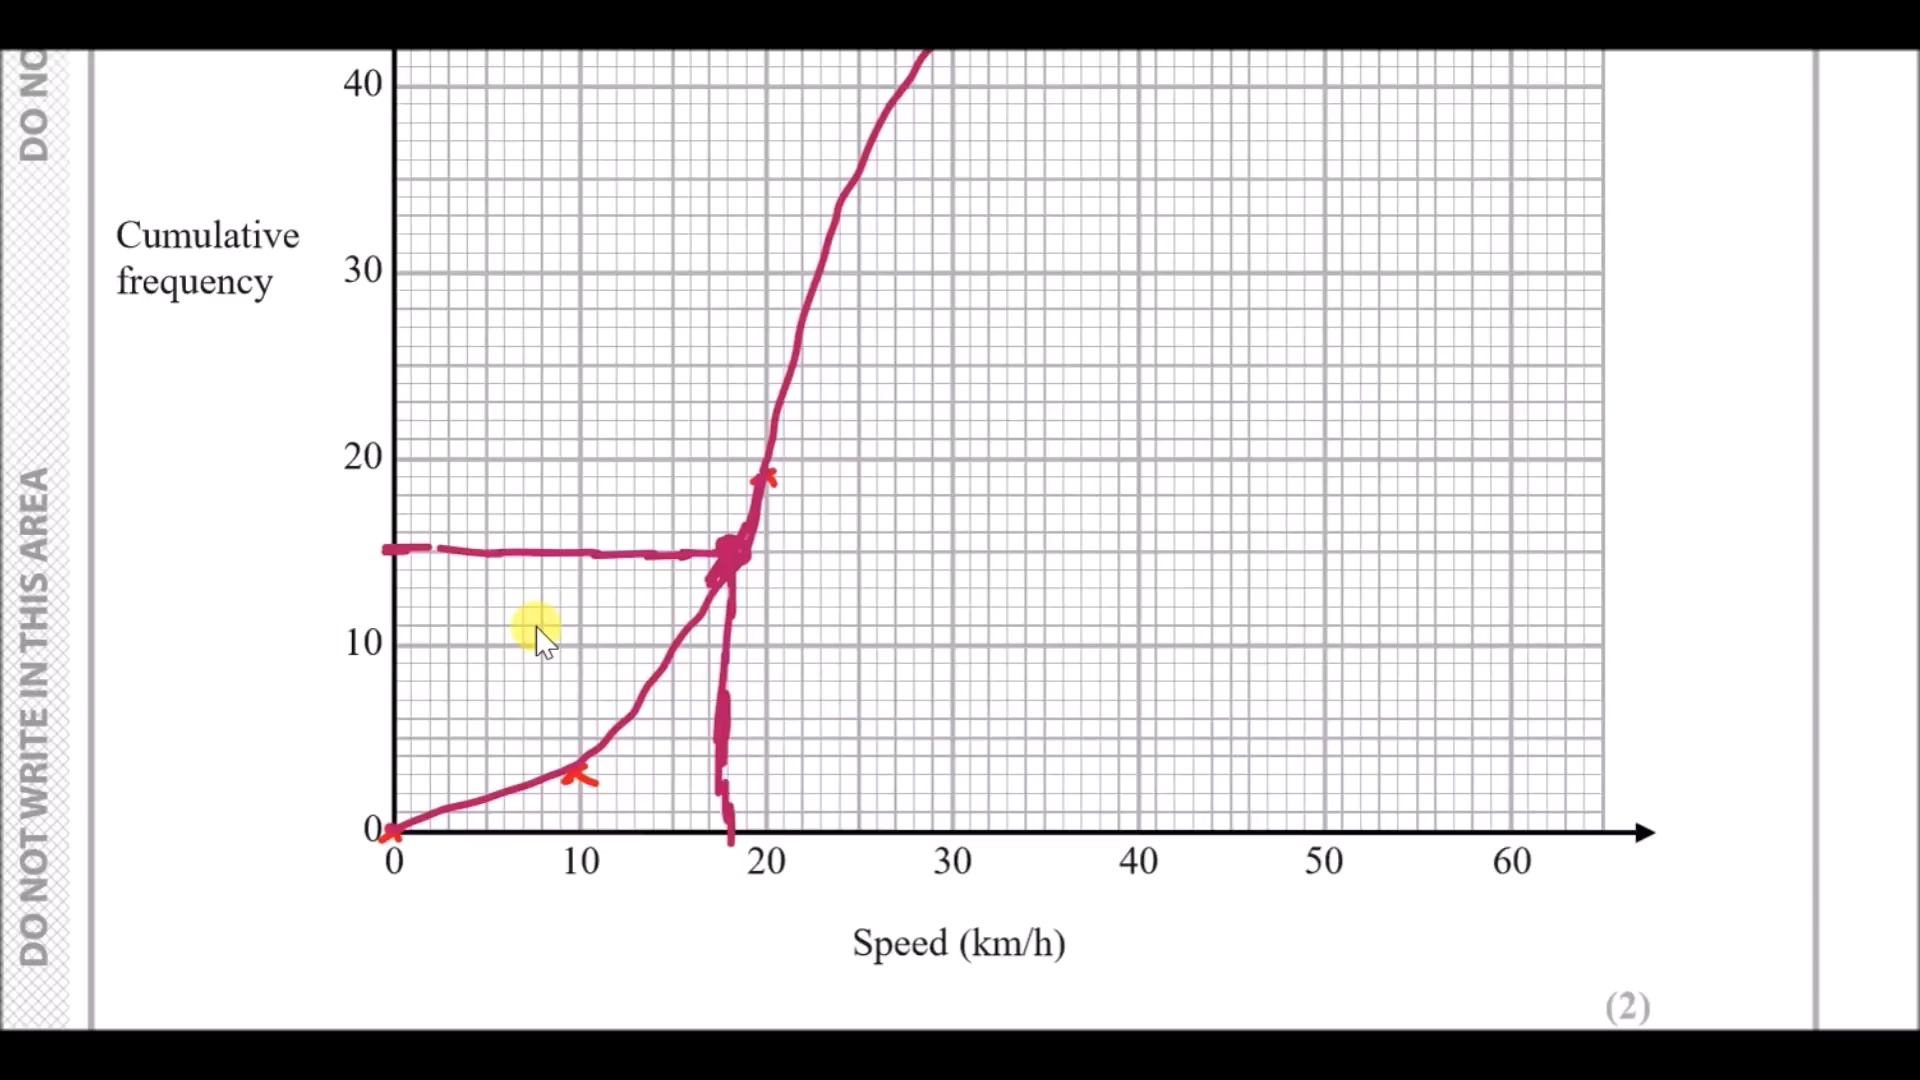 DO NO
DO NOT WRITE IN THIS AREA
Cumulative
frequency
40
30
20
10
0
0 10 20 30 40 50 60
Speed (km/h)
(2)